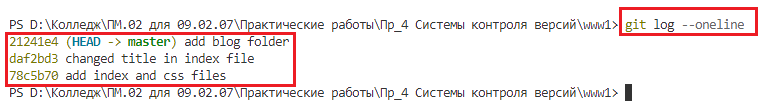 PS D:\Колледж\ПМ.02 для 09.02.07\Практические работы\Пр_4 Системы контроля версий\www1> git log --oneline
21241e4 (HEAD -> master) add blog folder
daf2bd3 changed title in index file
78c5b70 add index and css files
PS D:\Колледж\ПМ.02 для 09.02.07\Практические работы\Пр_4 Системы контроля версий\www1>